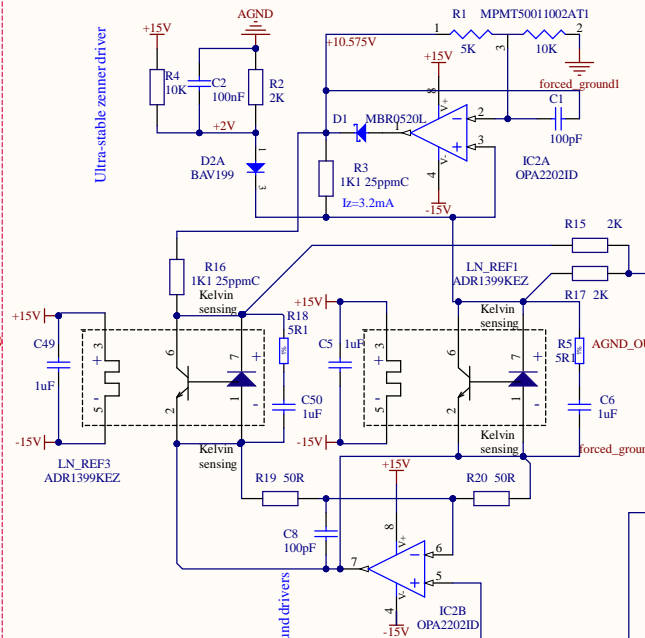 Ultra-stable zenner driver
+15V
R4
10K
C2
100nF
AGND
R2
2K
+2V
D2A
BAV199
1
3
+10.575V
1
R1
5K
MPMT50011002AT1
3
10K
2
forced_ground1
C1
100pF
+15V
8
V+
D1
MBR0520L
1
2
3
4
V-
-15V
IC2A
OPA2202ID
R3
1K1 25ppmC
Iz=3.2mA
R16
1K1 25ppmC
Kelvin
sensing
+15V
C49
1uF
-15V
3
+
-
5
6
2
7
+
1
-
R18
5R1
1%
C50
1uF
Kelvin
sensing
LN_REF3
ADR1399KEZ
LN_REF1
ADR1399KEZ
Kelvin
sensing
+15V
C5
1uF
-15V
3
+
-
5
6
2
7
+
1
-
R5
5R1
1%
C6
1uF
Kelvin
sensing
R15
2K
R17
2K
AGND_OU
forced_groun
R19
50R
R20
50R
C8
100pF
+15V
8
V+
7
6
5
4
V-
-15V
IC2B
OPA2202ID
und drivers